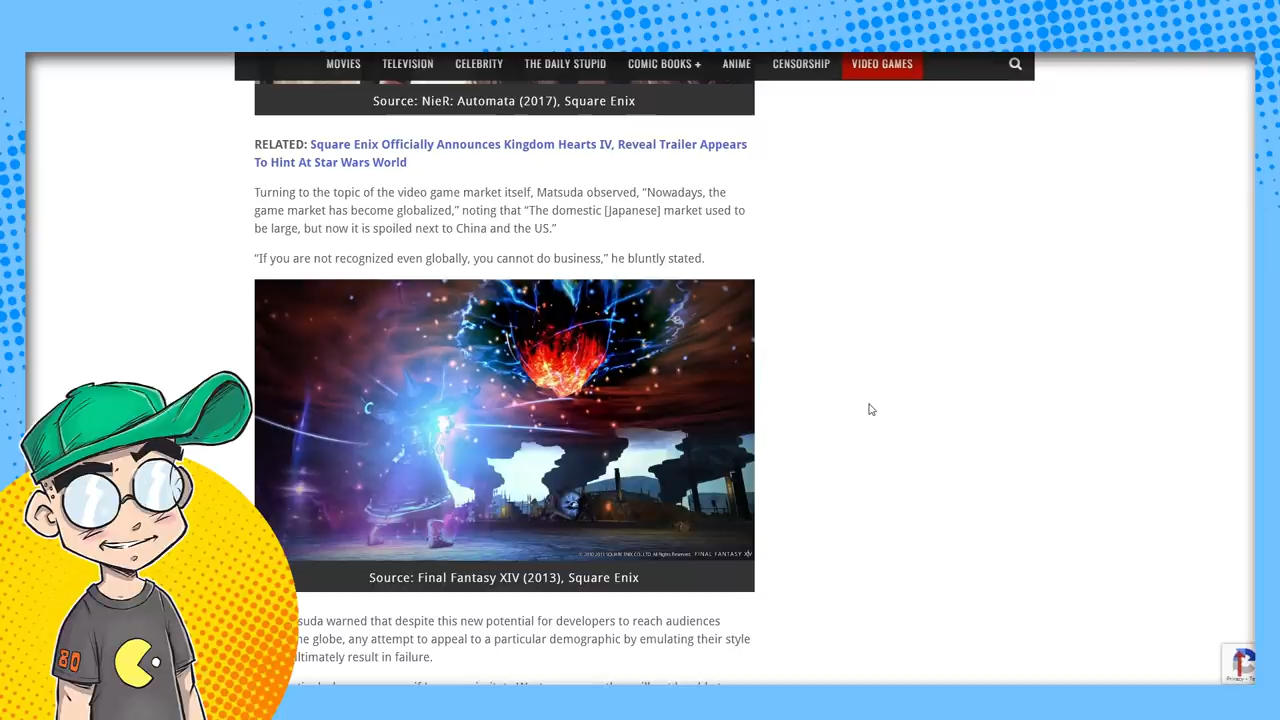 MOVIES TELEVISION CELEBRITY THE DAILY STUPID COMIC BOOKS + ANIME CENSORSHIP VIDEO GAMES
Source: NieR: Automata (2017), Square Enix
RELATED: Square Enix Officially Announces Kingdom Hearts IV, Reveal Trailer Appears
To Hint At Star Wars World
Turning to the topic of the video game market itself, Matsuda observed, “Nowadays, the
game market has become globalized,” noting that “The domestic [Japanese] market used to
be large, but now it is spoiled next to China and the US.”
“If you are not recognized even globally, you cannot do business,” he bluntly stated.
FINAL FANTASY XIV
Source: Final Fantasy XIV (2013), Square Enix
suda warned that despite this new potential for developers to reach audiences
he globe, any attempt to appeal to a particular demographic by emulating their style
ultimately result in failure.
80